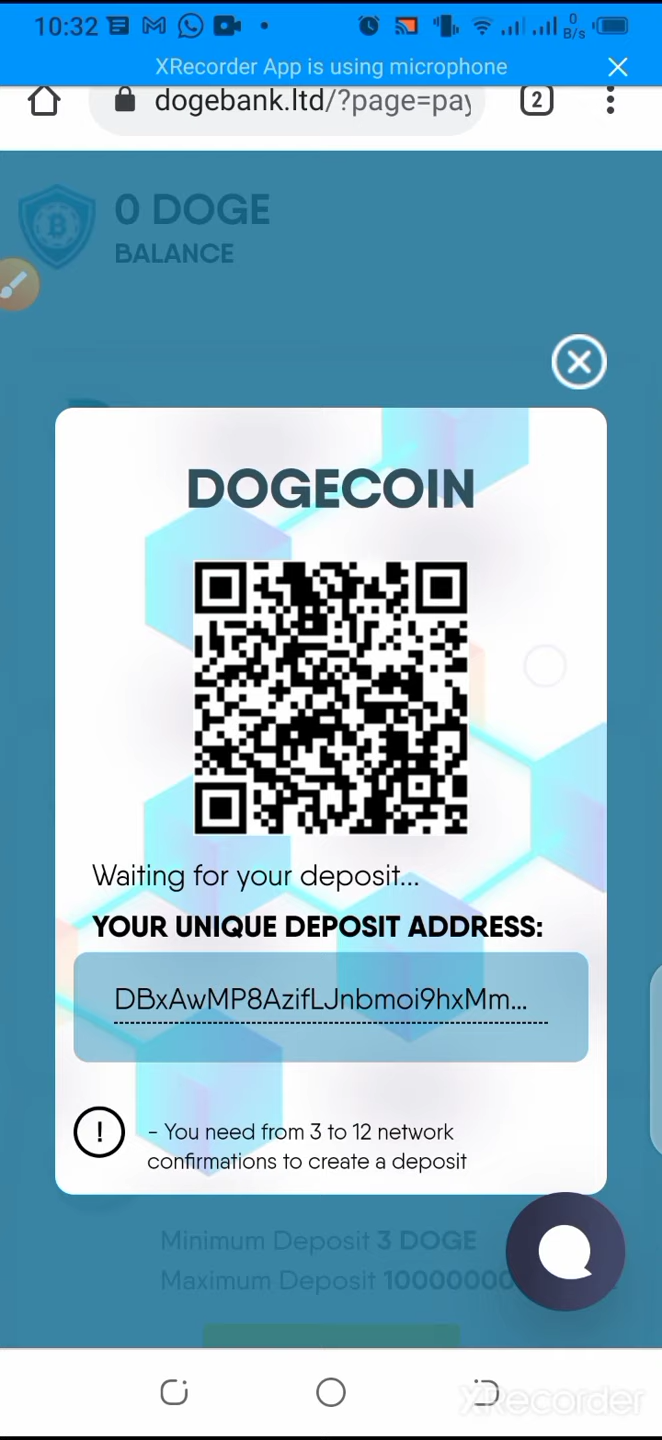 10:32
0
B/s
XRecorder App is using microphone
dogebank.ltd/?page=pay
2
0 DOGE
BALANCE
DOGECOIN
Waiting for your deposit...
YOUR UNIQUE DEPOSIT ADDRESS:
DBxAwMP8AzifLJnbmoi9hxMm...
! - You need from 3 to 12 network
confirmations to create a deposit
Minimum Deposit 3 DOGE
Maximum Deposit 10000000
XRecorder